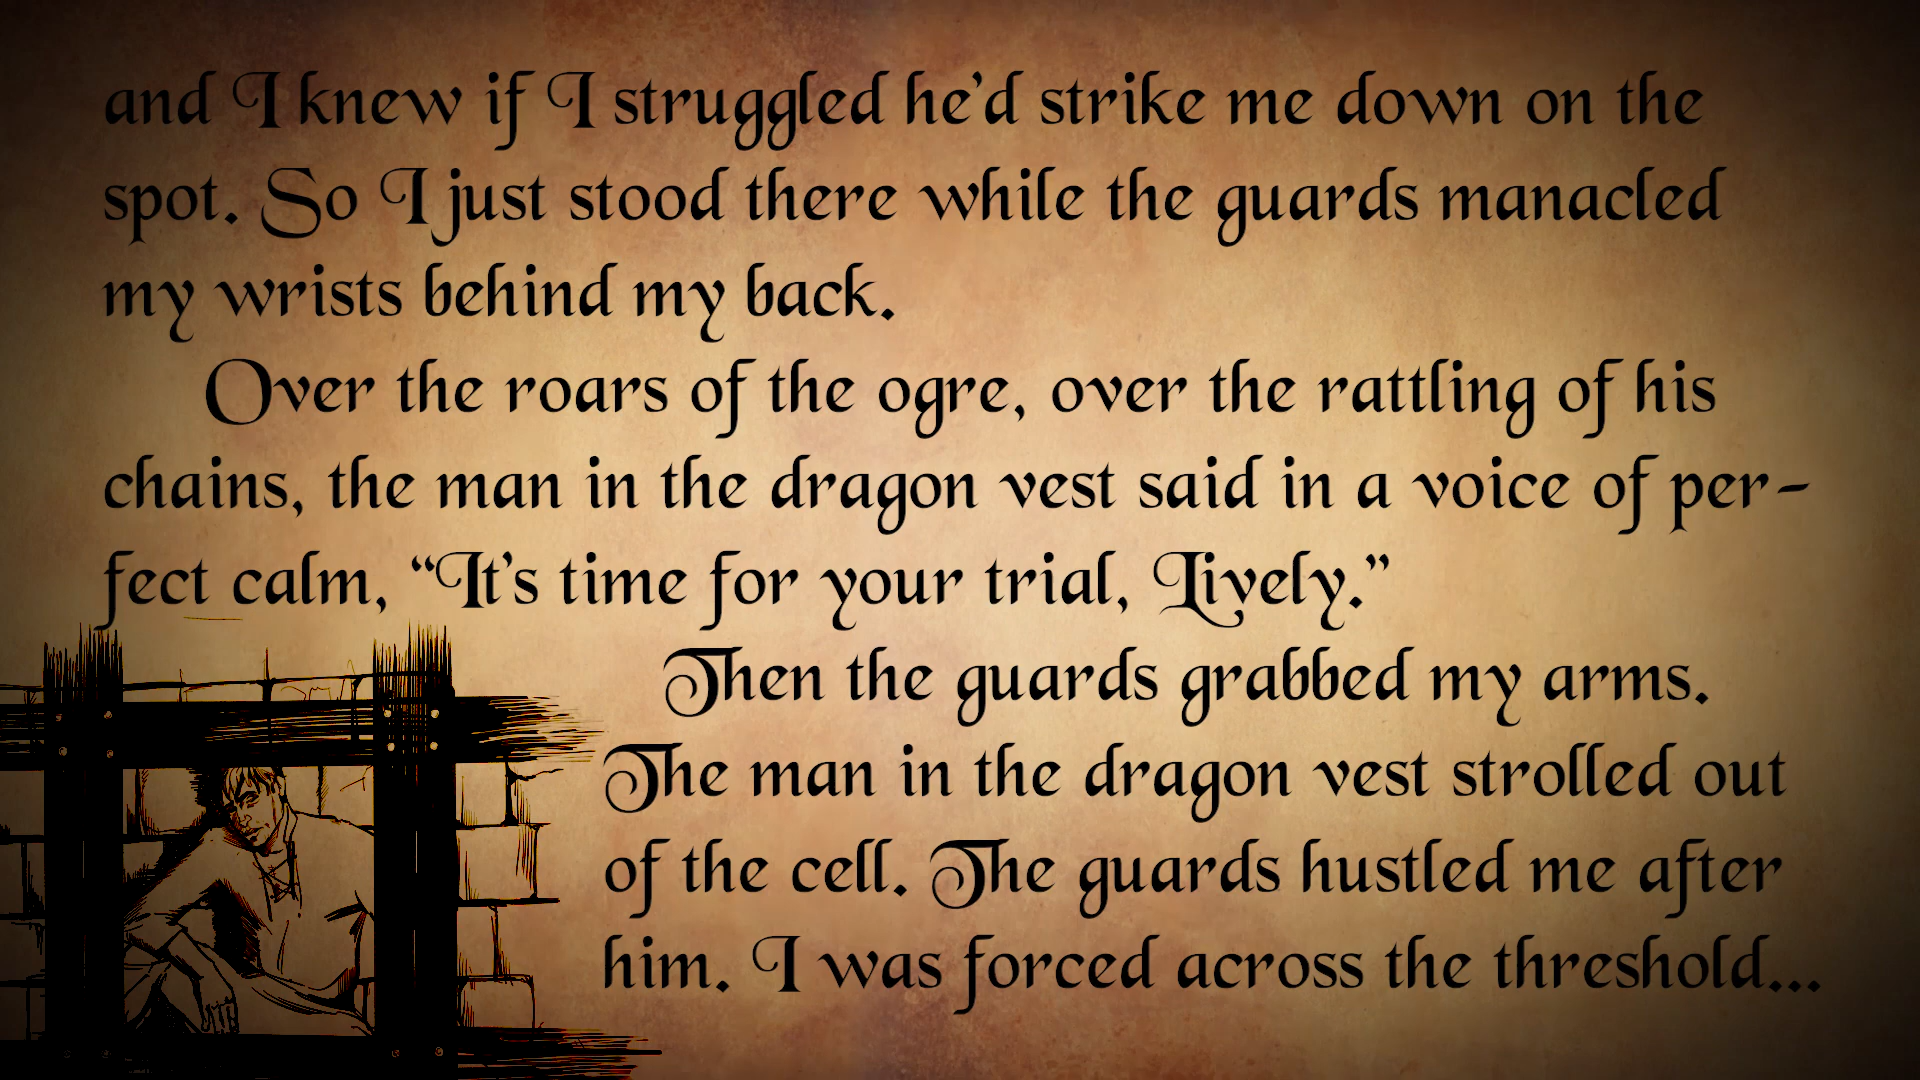 and I knew if I struggled he’d strike me down on the
spot. So I just stood there while the guards manacled
my wrists behind my back.
Over the roars of the ogre, over the rattling of his
chains, the man in the dragon vest said in a voice of per-
fect calm, “It’s time for your trial, Lively.”
Then the guards grabbed my arms.
The man in the dragon vest strolled out
of the cell. The guards hustled me after
him. I was forced across the threshold...